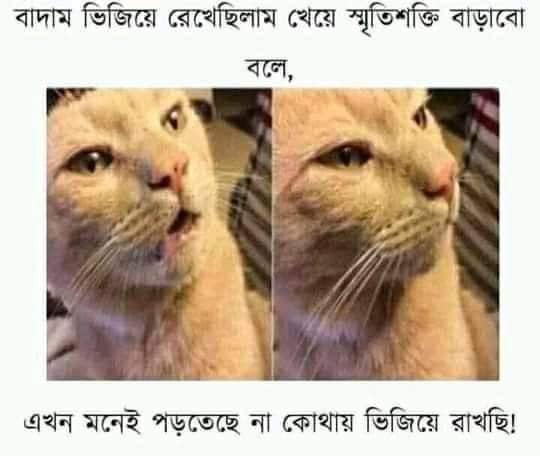 বাদাম ভিজিয়ে রেখেছিলাম খেয়ে স্মৃতিশক্তি বাড়াবো
বলে,
এখন মনেই পড়তেছে না কোথায় ভিজিয়ে রাখছি!